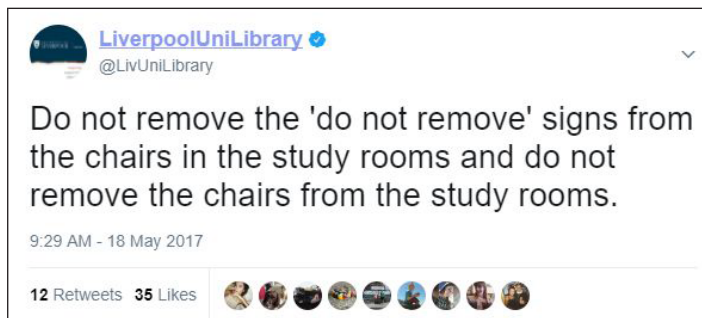 LiverpoolUniLibrary
@LivUniLibrary
Do not remove the 'do not remove' signs from
the chairs in the study rooms and do not
remove the chairs from the study rooms.
9:29 AM - 18 May 2017
12 Retweets 35 Likes